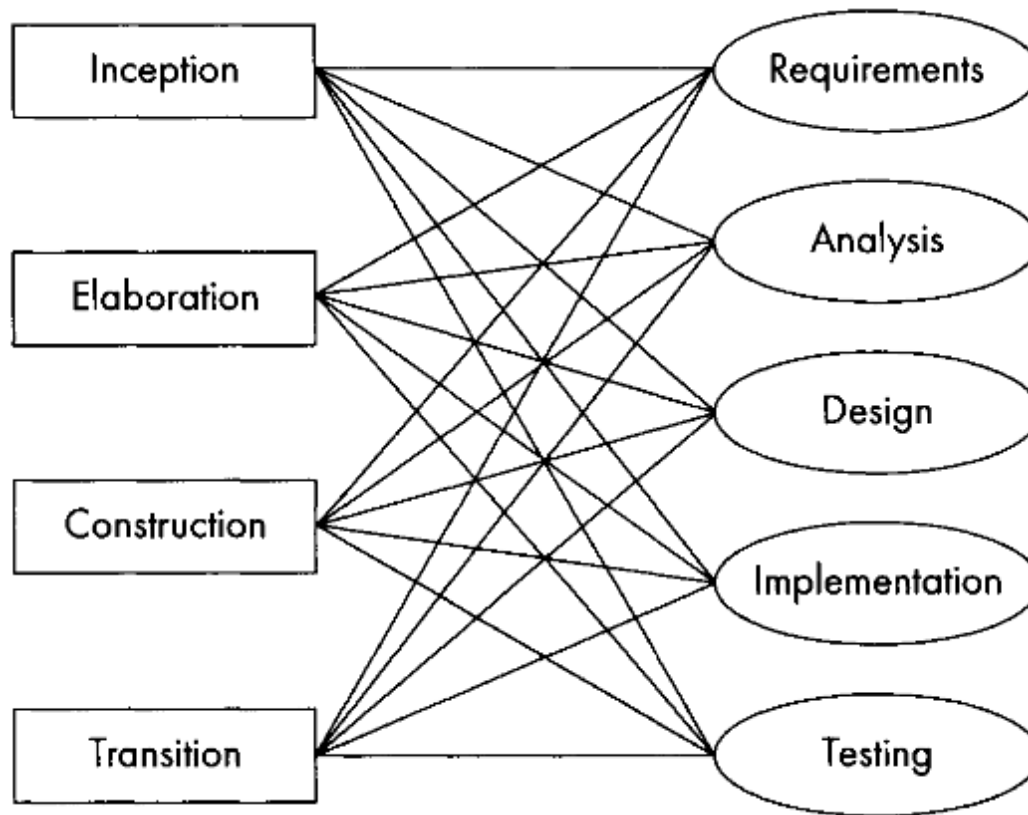 Inception
Requirements
Analysis
Elaboration
Design
Construction
Implementation
Transition
Testing